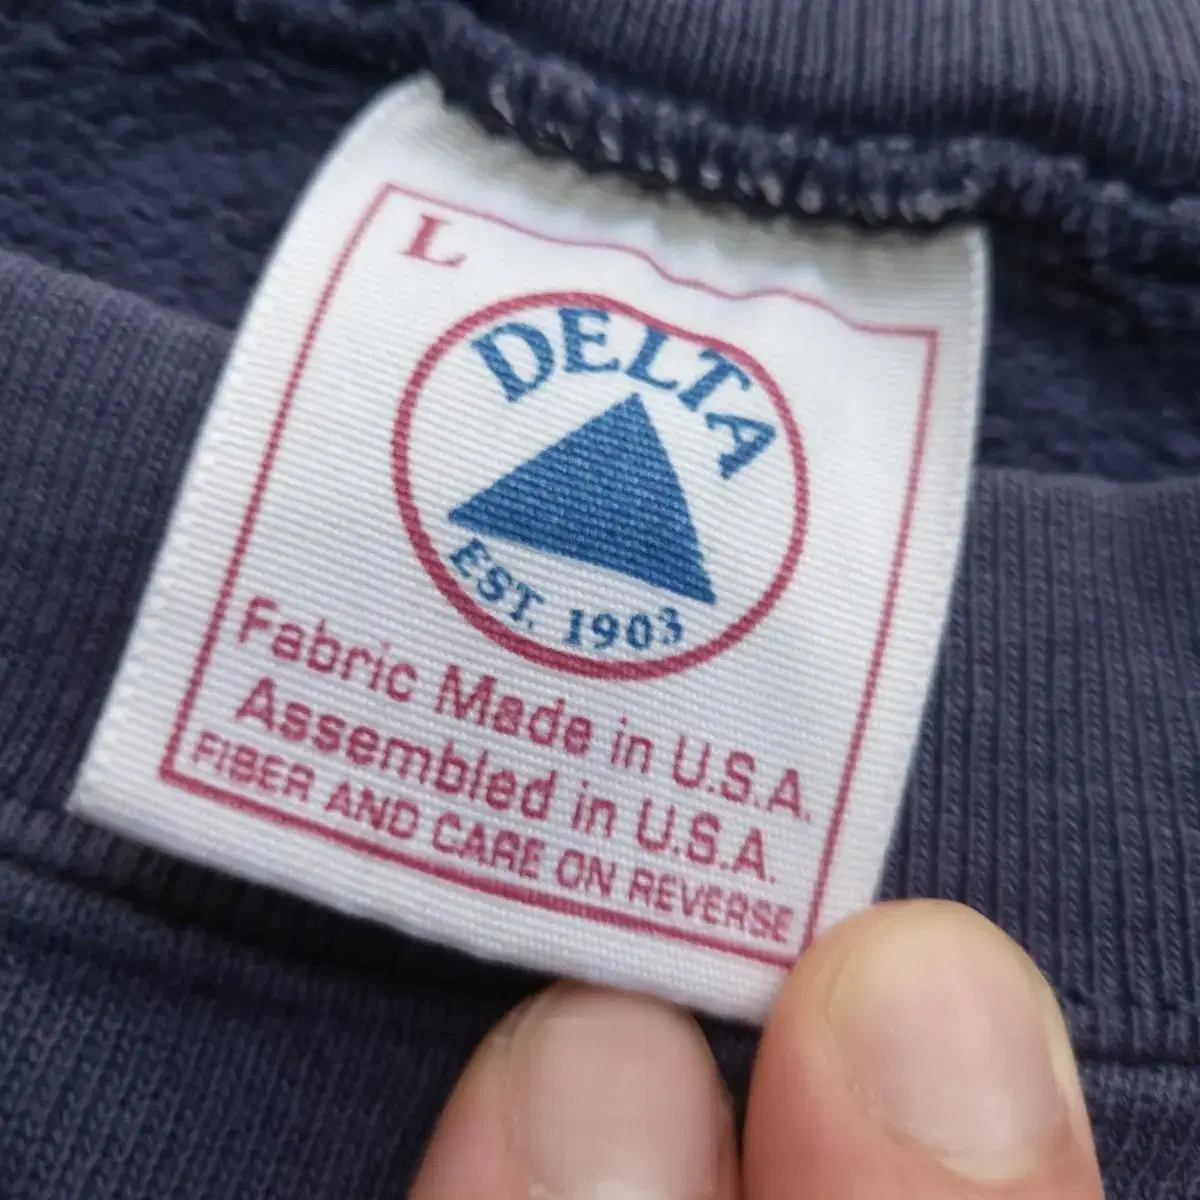 L
DELTA
EST. 1903
Fabric Made in U.S.A.
Assembled in U.S.A.
FIBER AND CARE ON REVERSE